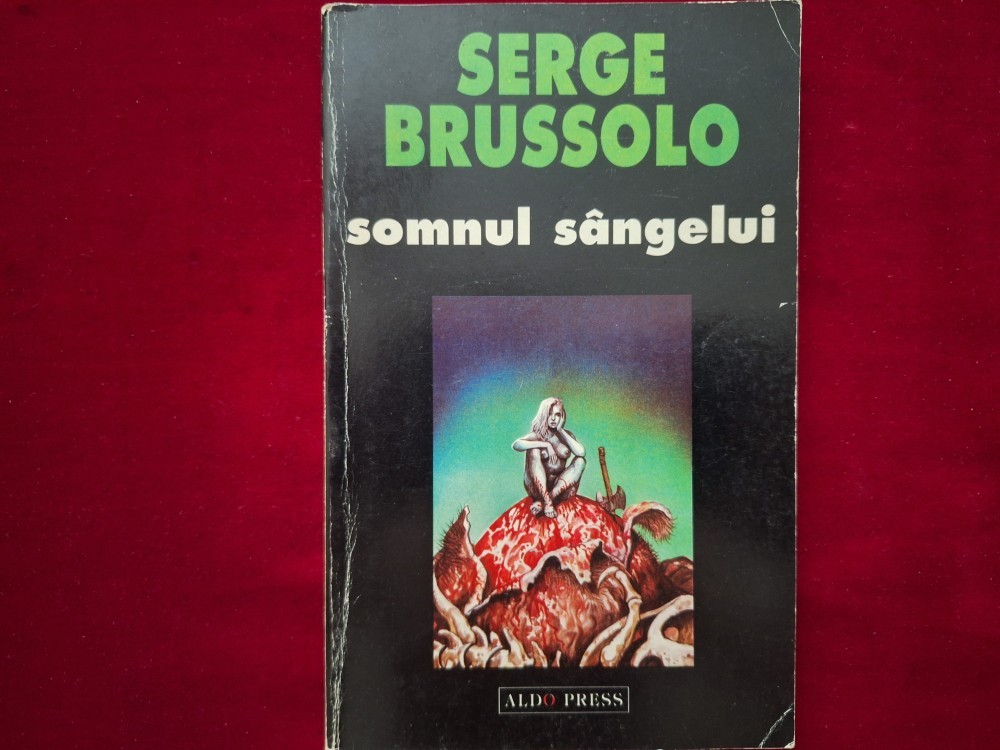 SERGE
BRUSSOLO
somnul sângelui
ALDO PRESS